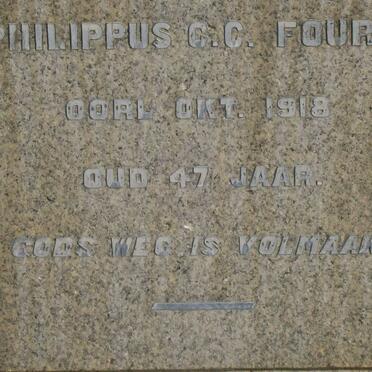 PHILIPPUS C.C. FOUR
OORL. OKT. 1918
OUD 47 JAAR.
GODS WEG IS VOLMAAK